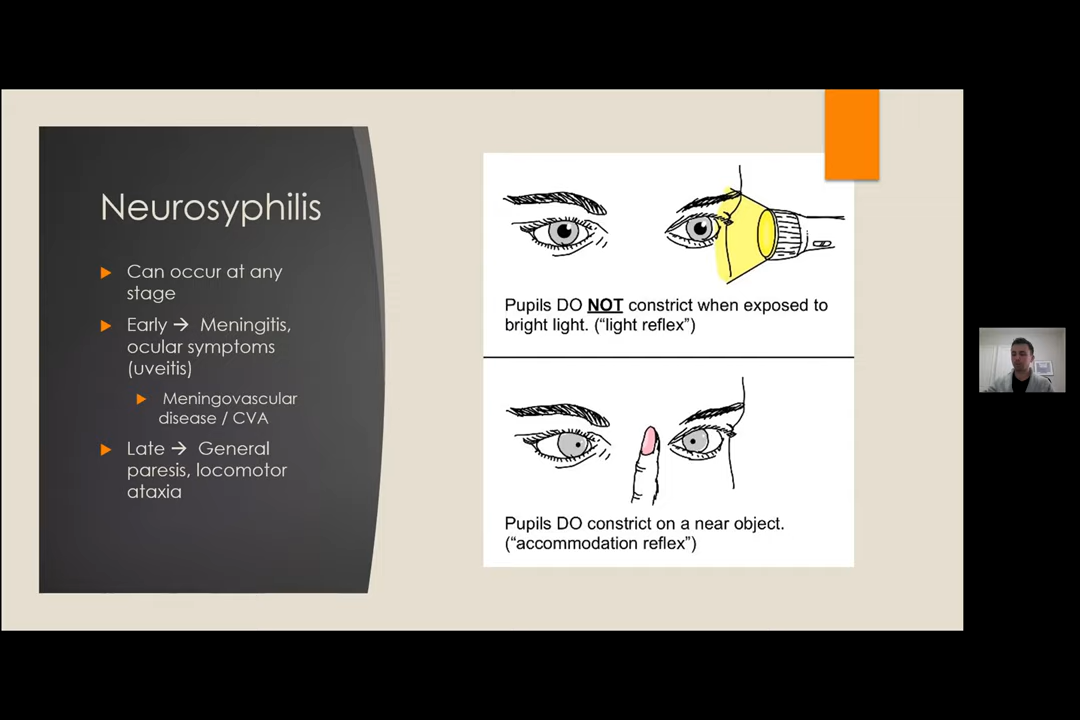 Neurosyphilis
Can occur at any
stage
Early → Meningitis,
ocular symptoms
(uveitis)
Meningovascular
disease / CVA
Late → General
paresis, locomotor
ataxia
Pupils DO NOT constrict when exposed to
bright light. (“light reflex”)
Pupils DO constrict on a near object.
(“accommodation reflex”)